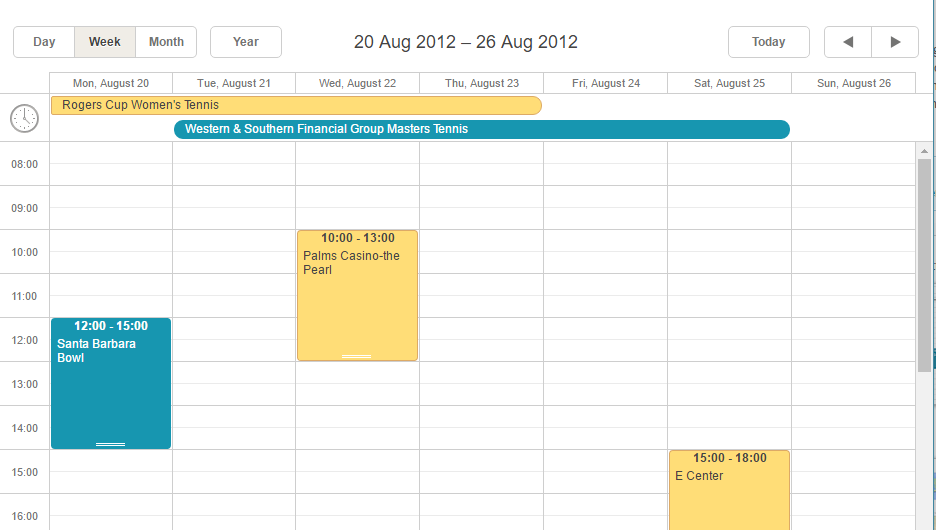 Day Week Month Year 20 Aug 2012 – 26 Aug 2012 Today
Mon, August 20 Tue, August 21 Wed, August 22 Thu, August 23 Fri, August 24 Sat, August 25 Sun, August 26
Rogers Cup Women's Tennis
Western & Southern Financial Group Masters Tennis
08:00
09:00
10:00 - 13:00
10:00
Palms Casino-the
Pearl
11:00
12:00 - 15:00
12:00
Santa Barbara
Bowl
13:00
14:00
15:00 - 18:00
15:00
E Center
16:00